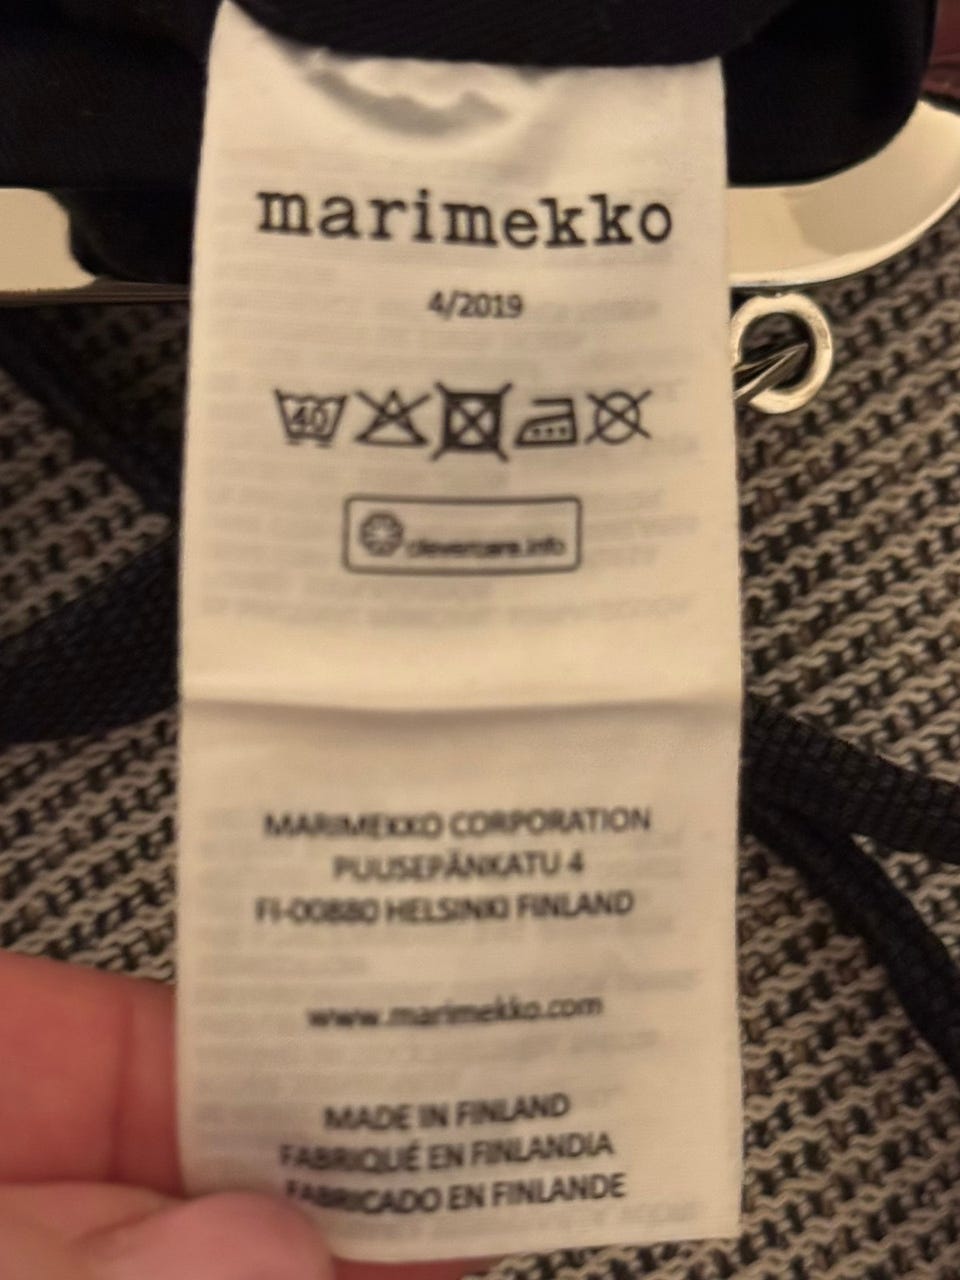 marimekko
4/2019
40
clevercare.info
MARIMEKKO CORPORATION
PUUSEPÄNKATU 4
FI-00880 HELSINKI FINLAND
www.marimekko.com
MADE IN FINLAND
FABRIQUÉ EN FINLANDIA
FABRICADO EN FINLANDE